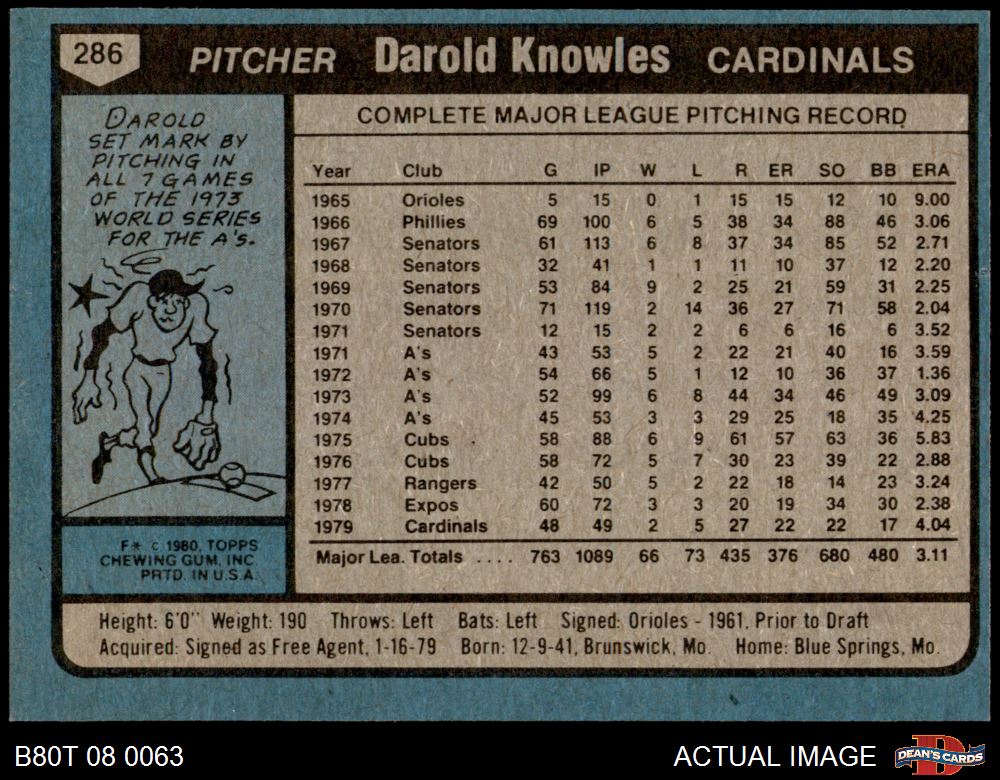 286 PITCHER Darold Knowles CARDINALS
DAROLD
SET MARK BY
PITCHING IN
ALL 7 GAMES
OF THE 1973
WORLD SERIES
FOR THE A's.
COMPLETE MAJOR LEAGUE PITCHING RECORD
Year Club G IP W L R ER SO BB ERA
1965 Orioles 5 15 0 1 15 15 12 10 9.00
1966 Phillies 69 100 6 5 38 34 88 46 3.06
1967 Senators 61 113 6 8 37 34 85 52 2.71
1968 Senators 32 41 1 1 11 10 37 12 2.20
1969 Senators 53 84 9 2 25 21 59 31 2.25
1970 Senators 71 119 2 14 36 27 71 58 2.04
1971 Senators 12 15 2 2 6 6 16 6 3.52
1971 A's 43 53 5 2 22 21 40 16 3.59
1972 A's 54 66 5 1 12 10 36 37 1.36
1973 A's 52 99 6 8 44 34 46 49 3.09
1974 A's 45 53 3 3 29 25 18 35 4.25
1975 Cubs 58 88 6 9 61 57 63 36 5.83
1976 Cubs 58 72 5 7 30 23 39 22 2.88
1977 Rangers 42 50 5 2 22 18 14 23 3.24
1978 Expos 60 72 3 3 20 19 34 30 2.38
1979 Cardinals 48 49 2 5 27 22 22 17 4.04
Major Lea. Totals .... 763 1089 66 73 435 376 680 480 3.11
F* © 1980, TOPPS
CHEWING GUM, INC
PRTD. IN U.S.A.
Height: 6'0" Weight: 190 Throws: Left Bats: Left Signed: Orioles - 1961, Prior to Draft
Acquired: Signed as Free Agent, 1-16-79 Born: 12-9-41, Brunswick, Mo. Home: Blue Springs, Mo.
B80T 08 0063 ACTUAL IMAGE D DEAN'S CARDS